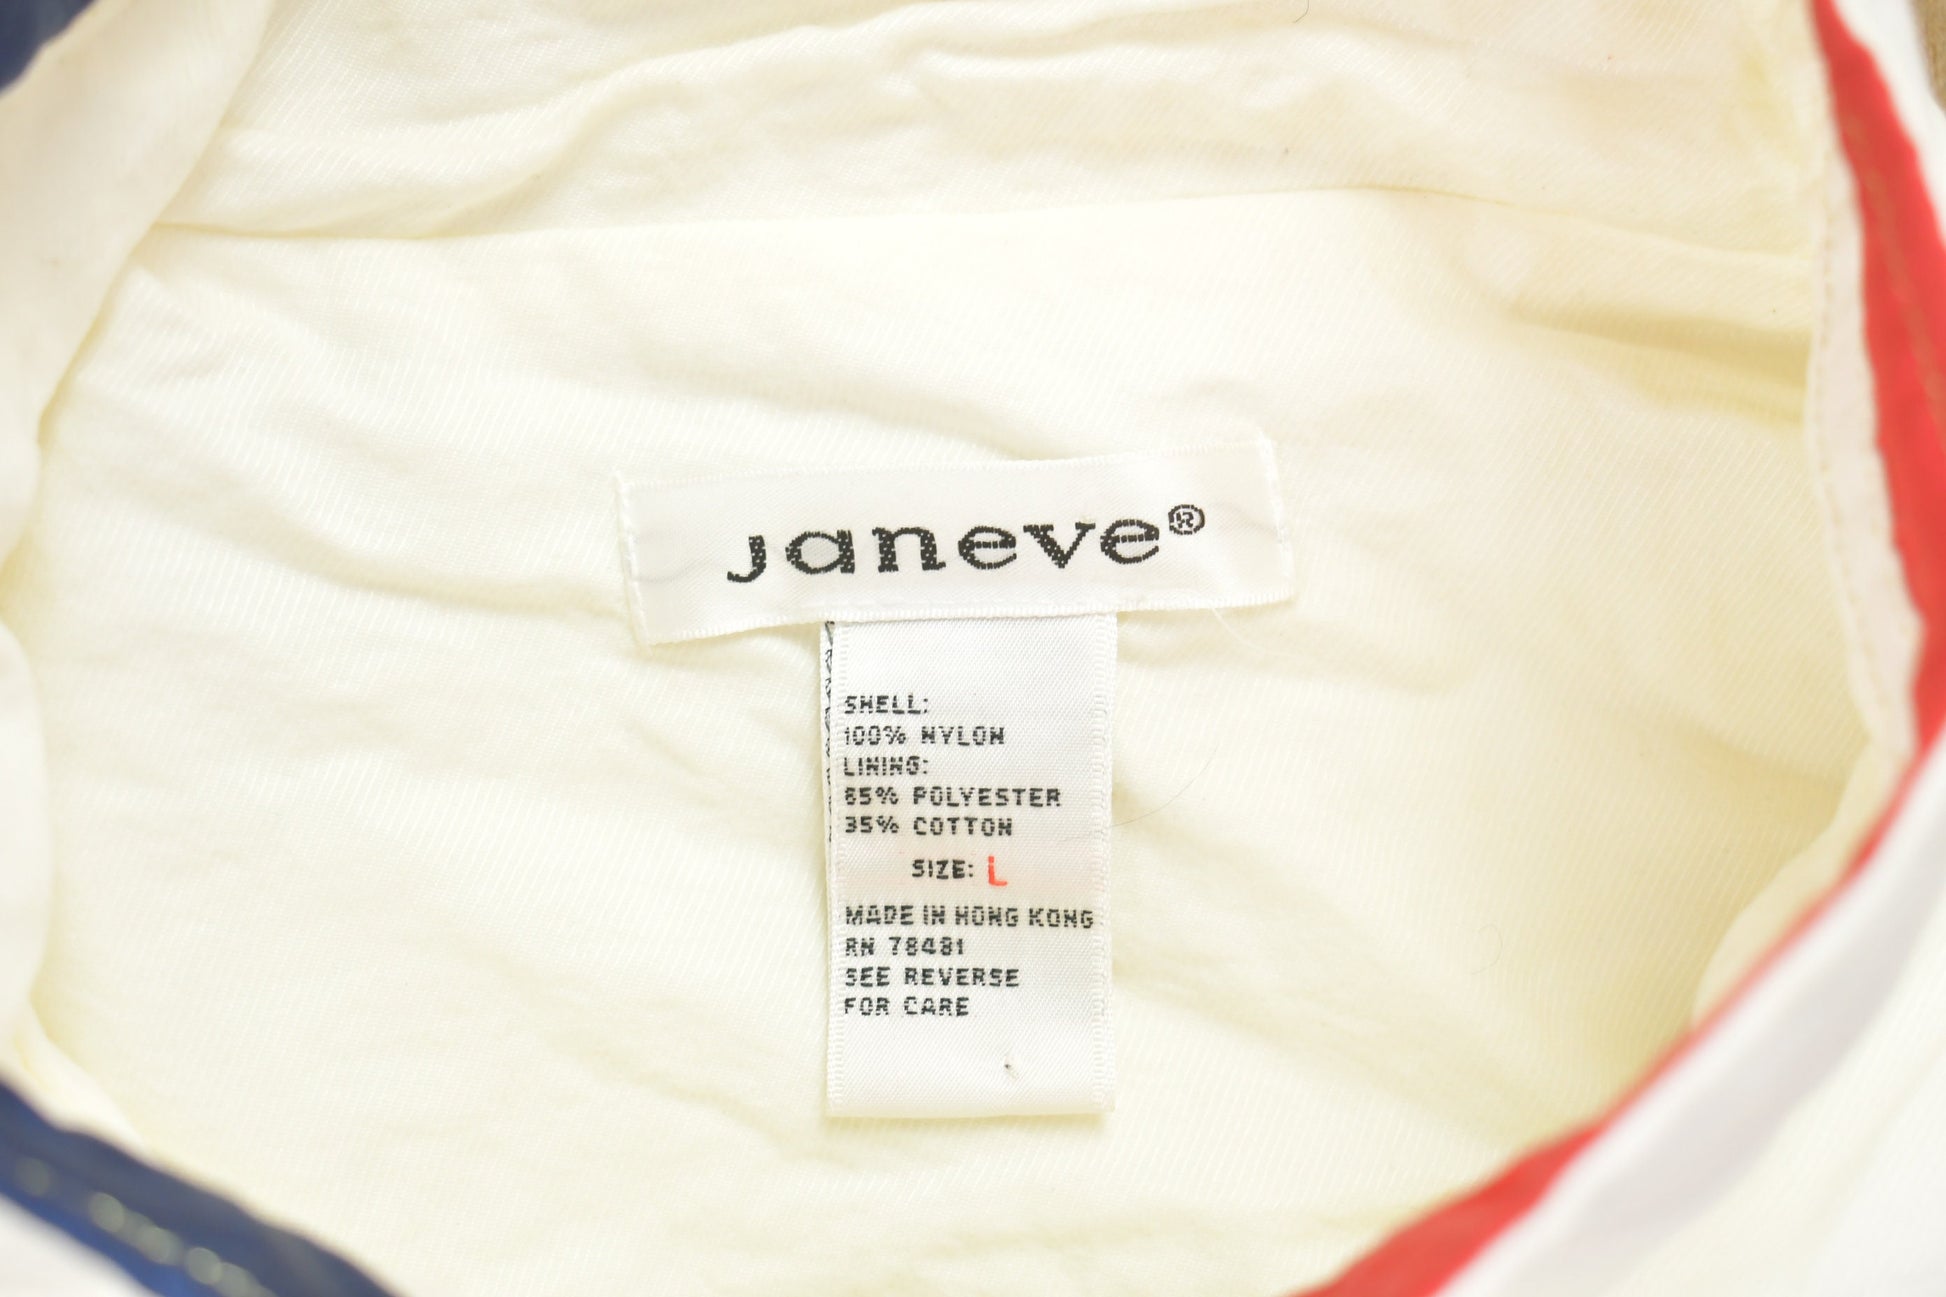 janeve®
SHELL:
100% NYLON
LINING:
65% POLYESTER
35% COTTON
SIZE: L
MADE IN HONG KONG
RN 78481
SEE REVERSE
FOR CARE